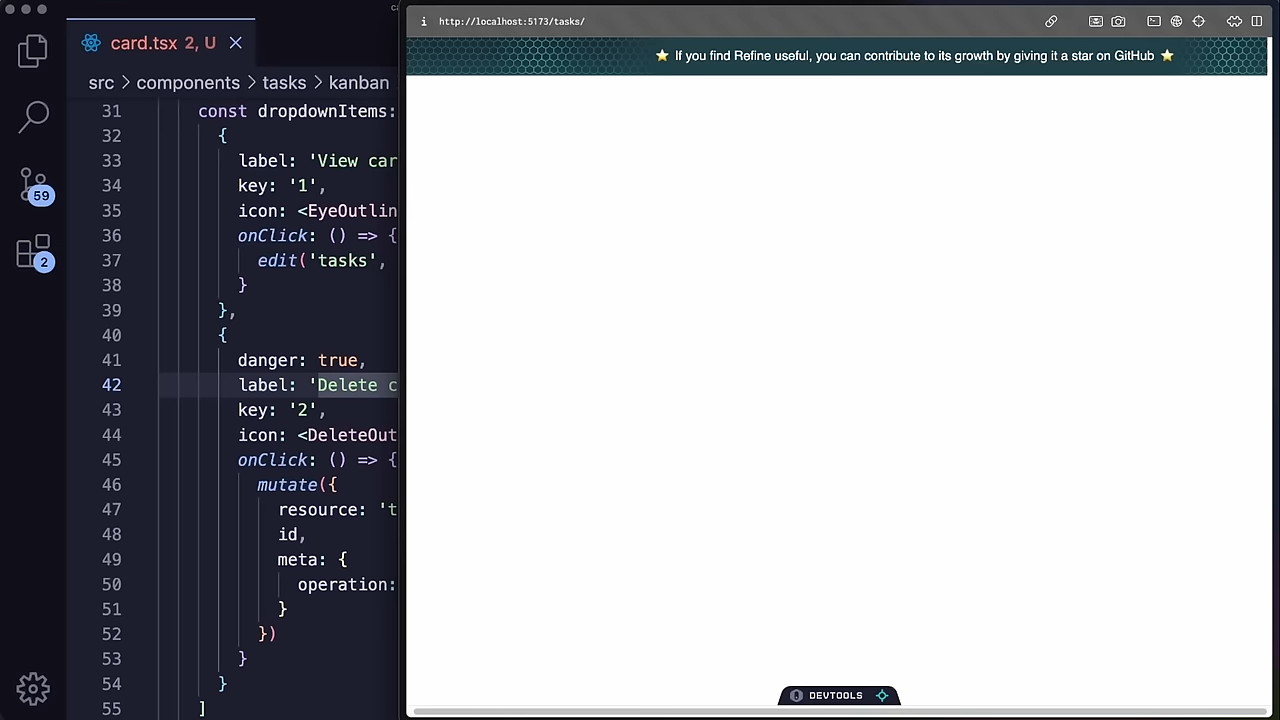 card.tsx 2, U
src > components > tasks > kanban
31 const dropdownItems:
32 {
33 label: 'View car
34 key: '1',
35 icon: <EyeOutlin
36 onClick: () => {
37 edit('tasks',
38 }
39 },
40 {
41 danger: true,
42 label: 'Delete c
43 key: '2',
44 icon: <DeleteOut
45 onClick: () => {
46 mutate({
47 resource: 't
48 id,
49 meta: {
50 operation:
51 }
52 })
53 }
54 }
55 ]
59
2
http://localhost:5173/tasks/
⭐ If you find Refine useful, you can contribute to its growth by giving it a star on GitHub ⭐
DEVTOOLS